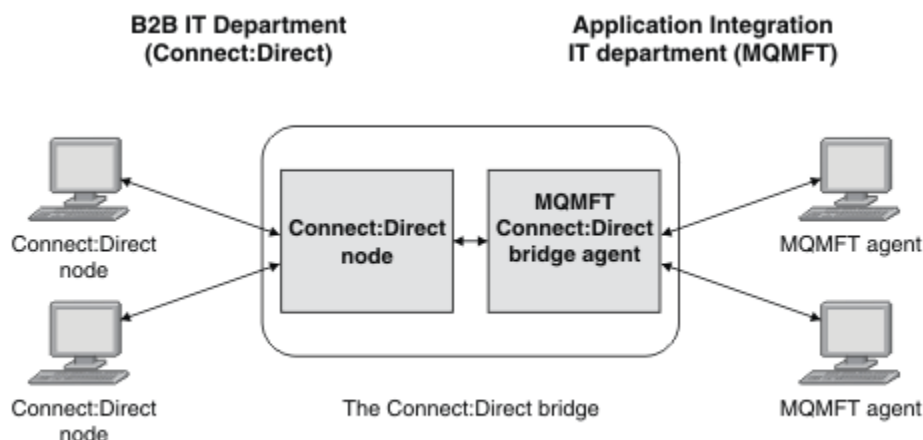 B2B IT Department
(Connect:Direct)
Application Integration
IT department (MQMFT)
Connect:Direct
node
Connect:Direct
node
MQMFT
Connect:Direct
bridge agent
MQMFT agent
Connect:Direct
node
The Connect:Direct bridge
MQMFT agent